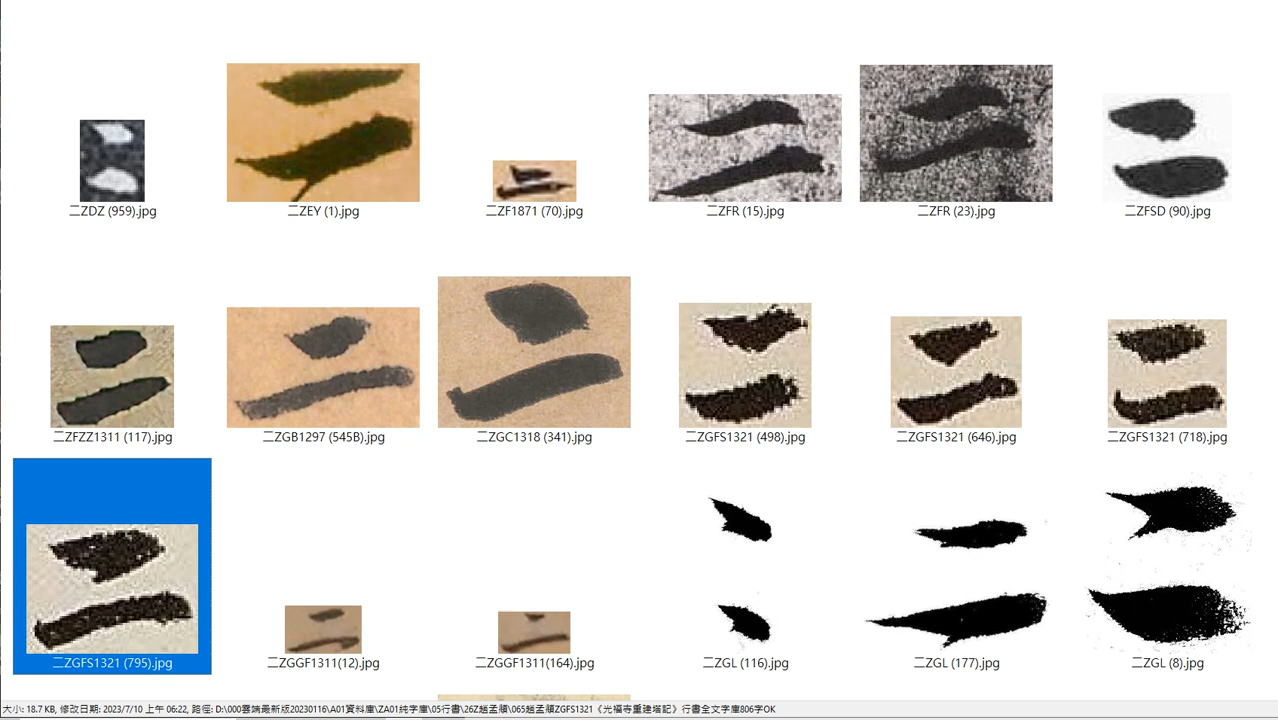 二ZDZ (959).jpg
二ZEY (1).jpg
二ZF1871 (70).jpg
二ZFR (15).jpg
二ZFR (23).jpg
二ZFSD (90).jpg
二ZFZZ1311 (117).jpg
二ZGB1297 (545B).jpg
二ZGC1318 (341).jpg
二ZGFS1321 (498).jpg
二ZGFS1321 (646).jpg
二ZGFS1321 (718).jpg
二ZGFS1321 (795).jpg
二ZGGF1311(12).jpg
二ZGGF1311(164).jpg
二ZGL (116).jpg
二ZGL (177).jpg
二ZGL (8).jpg
大小: 18.7 KB, 修改日期: 2023/7/10 上午 06:22, 路徑: D:\000雲端最新版20230116\A01資料庫\ZA01純字庫\05行書\26Z趙孟頫\065趙孟頫ZGFS1321《光福寺重建塔記》行書全文字庫806字OK